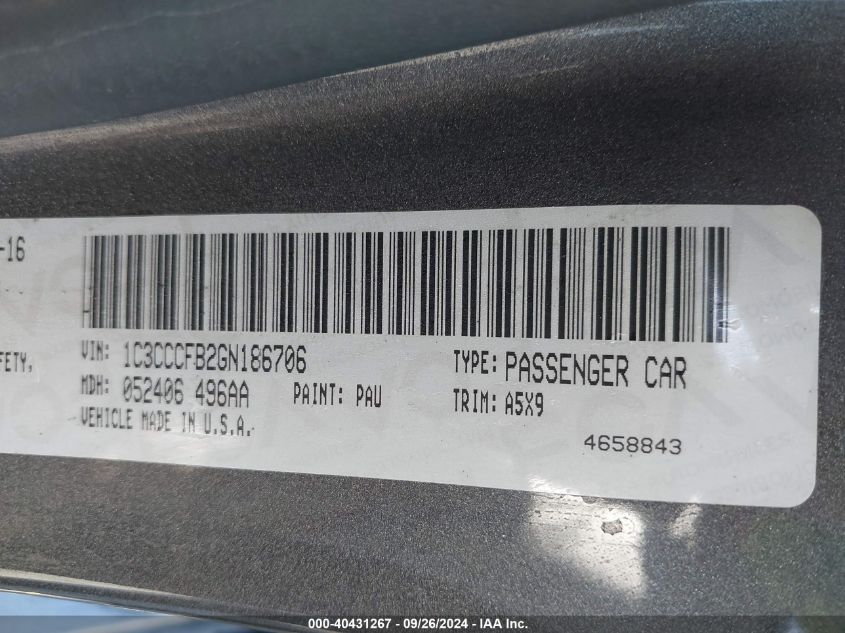 -16
FETY,
VIN: 1C3CCCFB2GN186706
TYPE: PASSENGER CAR
MDH: 052406 496AA
PAINT: PAU
TRIM: A5X9
VEHICLE MADE IN U.S.A.
4658843
000-40431267 - 09/26/2024 - IAA Inc.